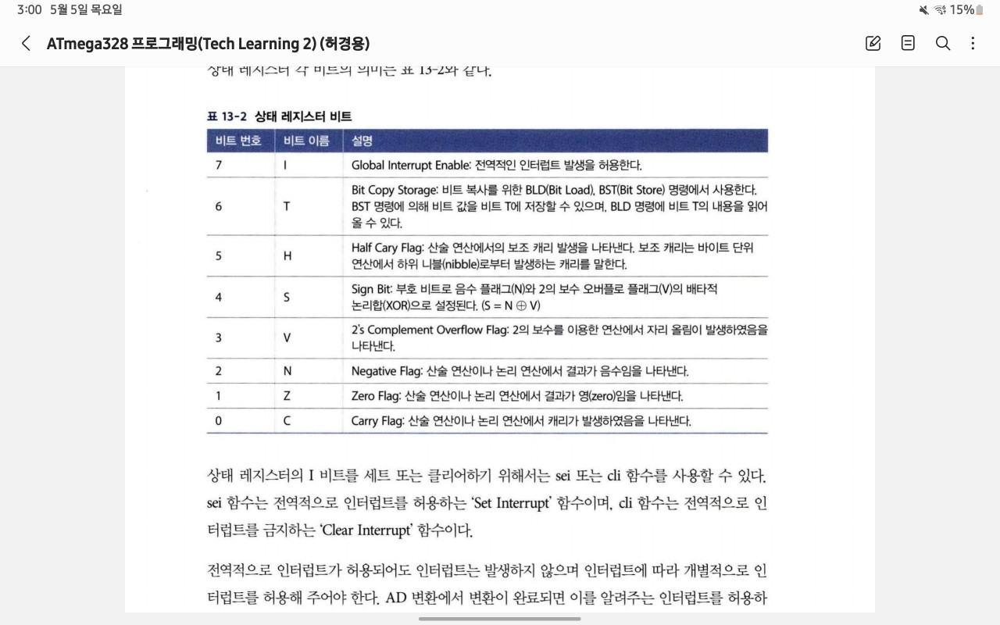 3:00 5월 5일 목요일
15%
ATmega328 프로그래밍(Tech Learning 2) (허경용)
상태 레지스터 각 비트의 의미는 표 13-2와 같다.
표 13-2 상태 레지스터 비트
비트 번호 비트 이름 설명
7 I Global Interrupt Enable: 전역적인 인터럽트 발생을 허용한다.
Bit Copy Storage: 비트 복사를 위한 BLD(Bit Load), BST(Bit Store) 명령에서 사용한다.
6 T BST 명령에 의해 비트 값을 비트 T에 저장할 수 있으며, BLD 명령에 비트 T의 내용을 읽어
올 수 있다.
5 H Half Cary Flag: 산술 연산에서의 보조 캐리 발생을 나타낸다. 보조 캐리는 바이트 단위
연산에서 하위 니블(nibble)로부터 발생하는 캐리를 말한다.
4 S Sign Bit: 부호 비트로 음수 플래그(N)와 2의 보수 오버플로 플래그(V)의 배타적
논리합(XOR)으로 설정된다. (S = N ⊕ V)
3 V 2's Complement Overflow Flag: 2의 보수를 이용한 연산에서 자리 올림이 발생하였음을
나타낸다.
2 N Negative Flag: 산술 연산이나 논리 연산에서 결과가 음수임을 나타낸다.
1 Z Zero Flag: 산술 연산이나 논리 연산에서 결과가 영(zero)임을 나타낸다.
0 C Carry Flag: 산술 연산이나 논리 연산에서 캐리가 발생하였음을 나타낸다.
상태 레지스터의 I 비트를 세트 또는 클리어하기 위해서는 sei 또는 cli 함수를 사용할 수 있다.
sei 함수는 전역적으로 인터럽트를 허용하는 ‘Set Interrupt’ 함수이며, cli 함수는 전역적으로 인
터럽트를 금지하는 ‘Clear Interrupt’ 함수이다.
전역적으로 인터럽트가 허용되어도 인터럽트는 발생하지 않으며 인터럽트에 따라 개별적으로 인
터럽트를 허용해 주어야 한다. AD 변환에서 변환이 완료되면 이를 알려주는 인터럽트를 허용하